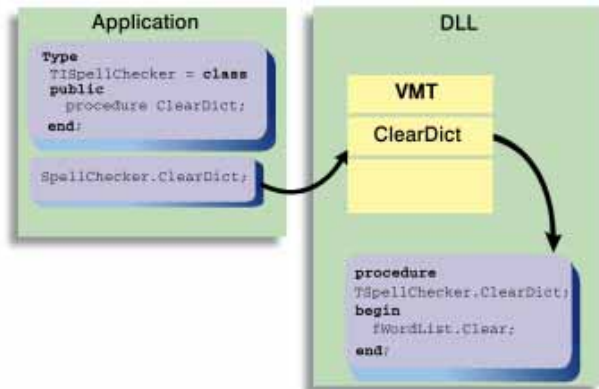 Application
Type
TISpellChecker = class
public
procedure ClearDict;
end;
SpellChecker.ClearDict;
DLL
VMT
ClearDict
procedure
TSpellChecker.ClearDict;
begin
fWordList.Clear;
end;